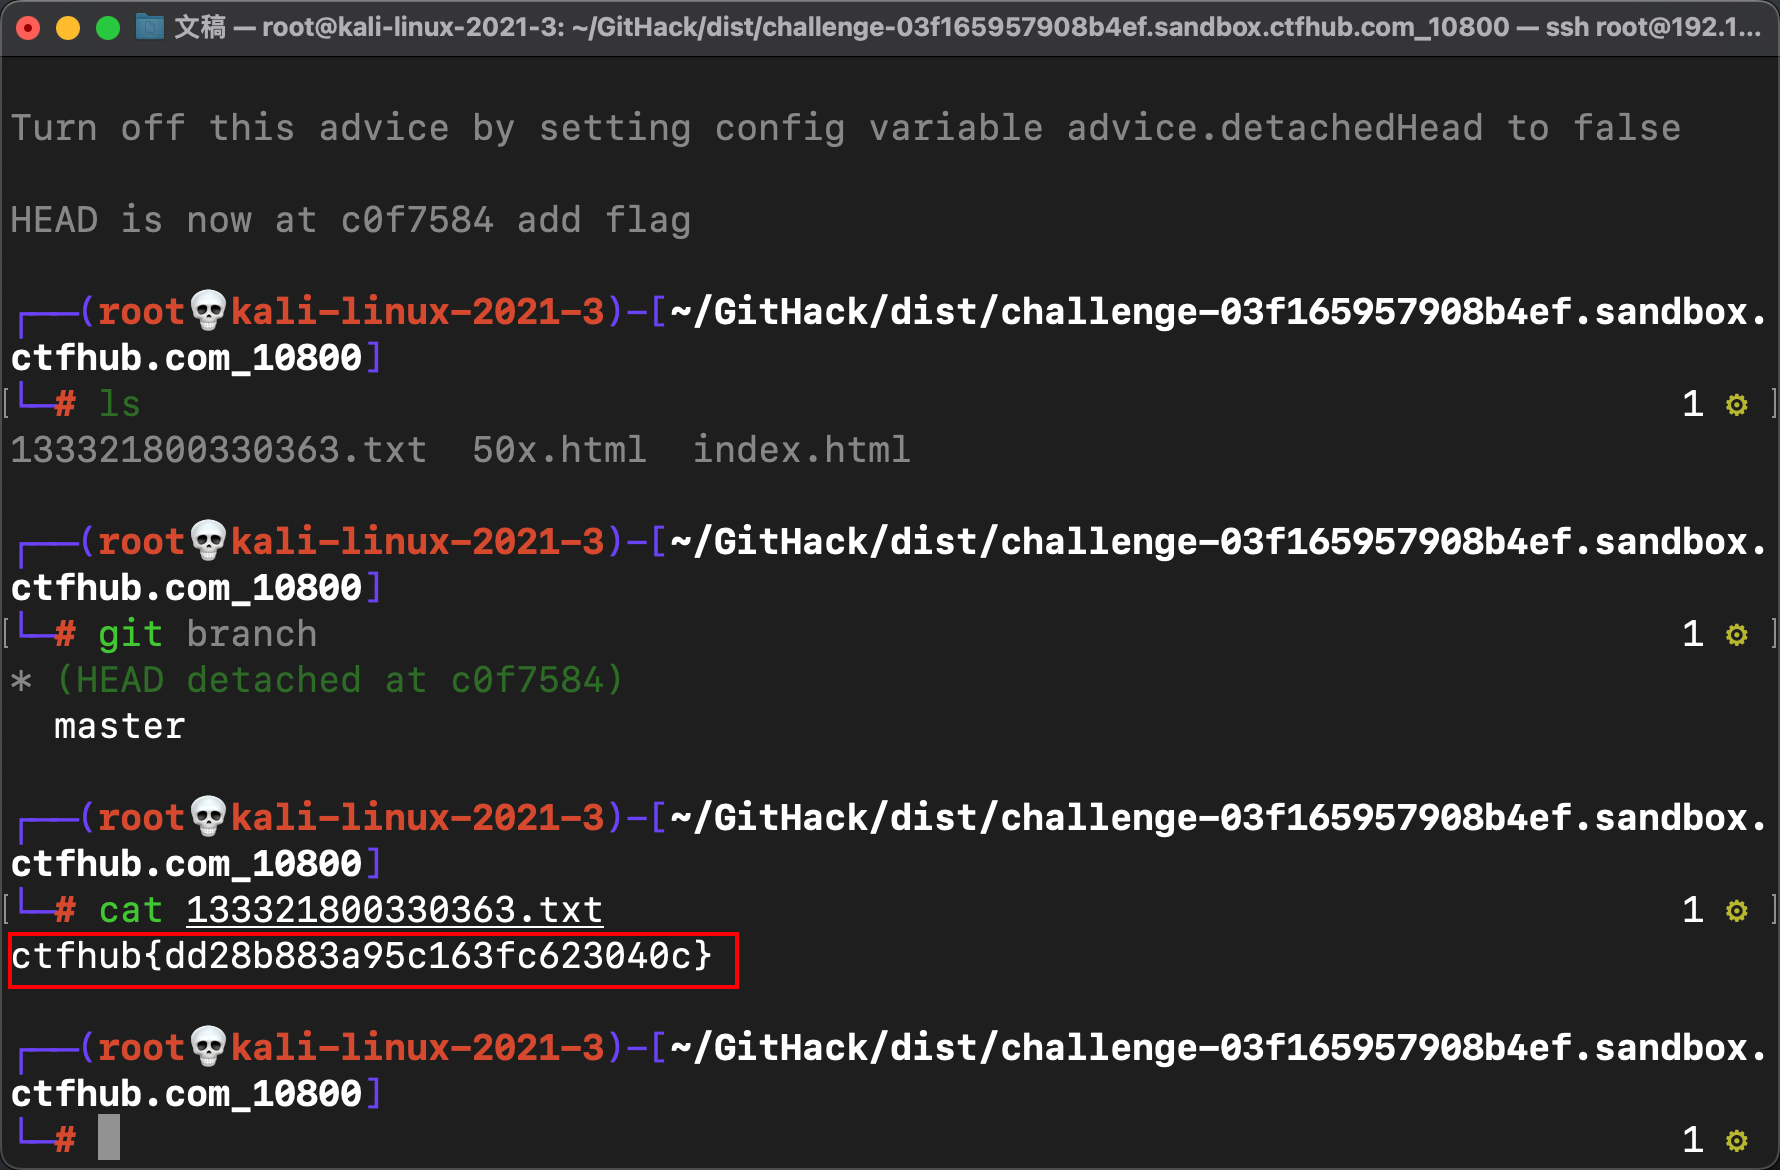 文稿 — root@kali-linux-2021-3: ~/GitHack/dist/challenge-03f165957908b4ef.sandbox.ctfhub.com_10800 — ssh root@192.1...
Turn off this advice by setting config variable advice.detachedHead to false
HEAD is now at c0f7584 add flag
┌──(root💀kali-linux-2021-3)-[~/GitHack/dist/challenge-03f165957908b4ef.sandbox.
ctfhub.com_10800]
[└─# ls 1 ⚙ ]
133321800330363.txt 50x.html index.html
┌──(root💀kali-linux-2021-3)-[~/GitHack/dist/challenge-03f165957908b4ef.sandbox.
ctfhub.com_10800]
[└─# git branch 1 ⚙ ]
* (HEAD detached at c0f7584)
master
┌──(root💀kali-linux-2021-3)-[~/GitHack/dist/challenge-03f165957908b4ef.sandbox.
ctfhub.com_10800]
[└─# cat 133321800330363.txt 1 ⚙ ]
ctfhub{dd28b883a95c163fc623040c}
┌──(root💀kali-linux-2021-3)-[~/GitHack/dist/challenge-03f165957908b4ef.sandbox.
ctfhub.com_10800]
└─# 1 ⚙